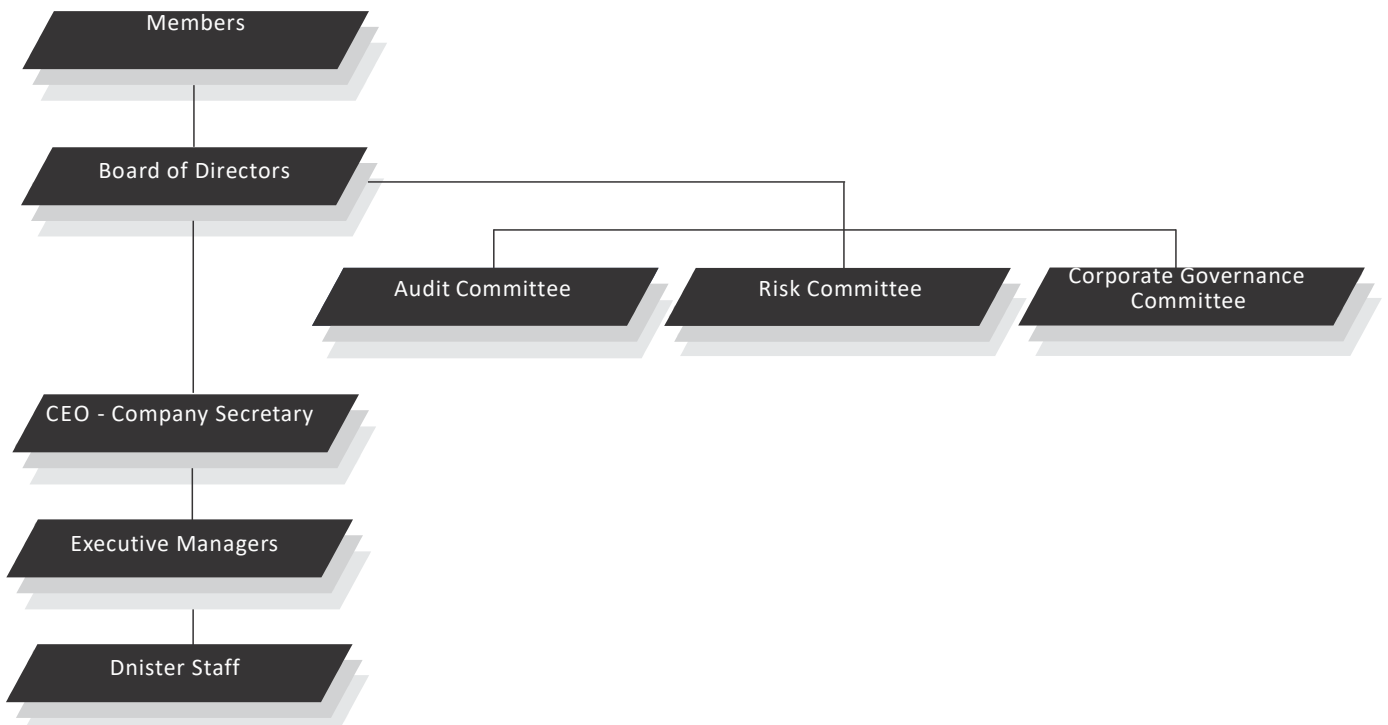 Members
Board of Directors
Audit Committee
Risk Committee
Corporate Governance
Committee
CEO - Company Secretary
Executive Managers
Dnister Staff